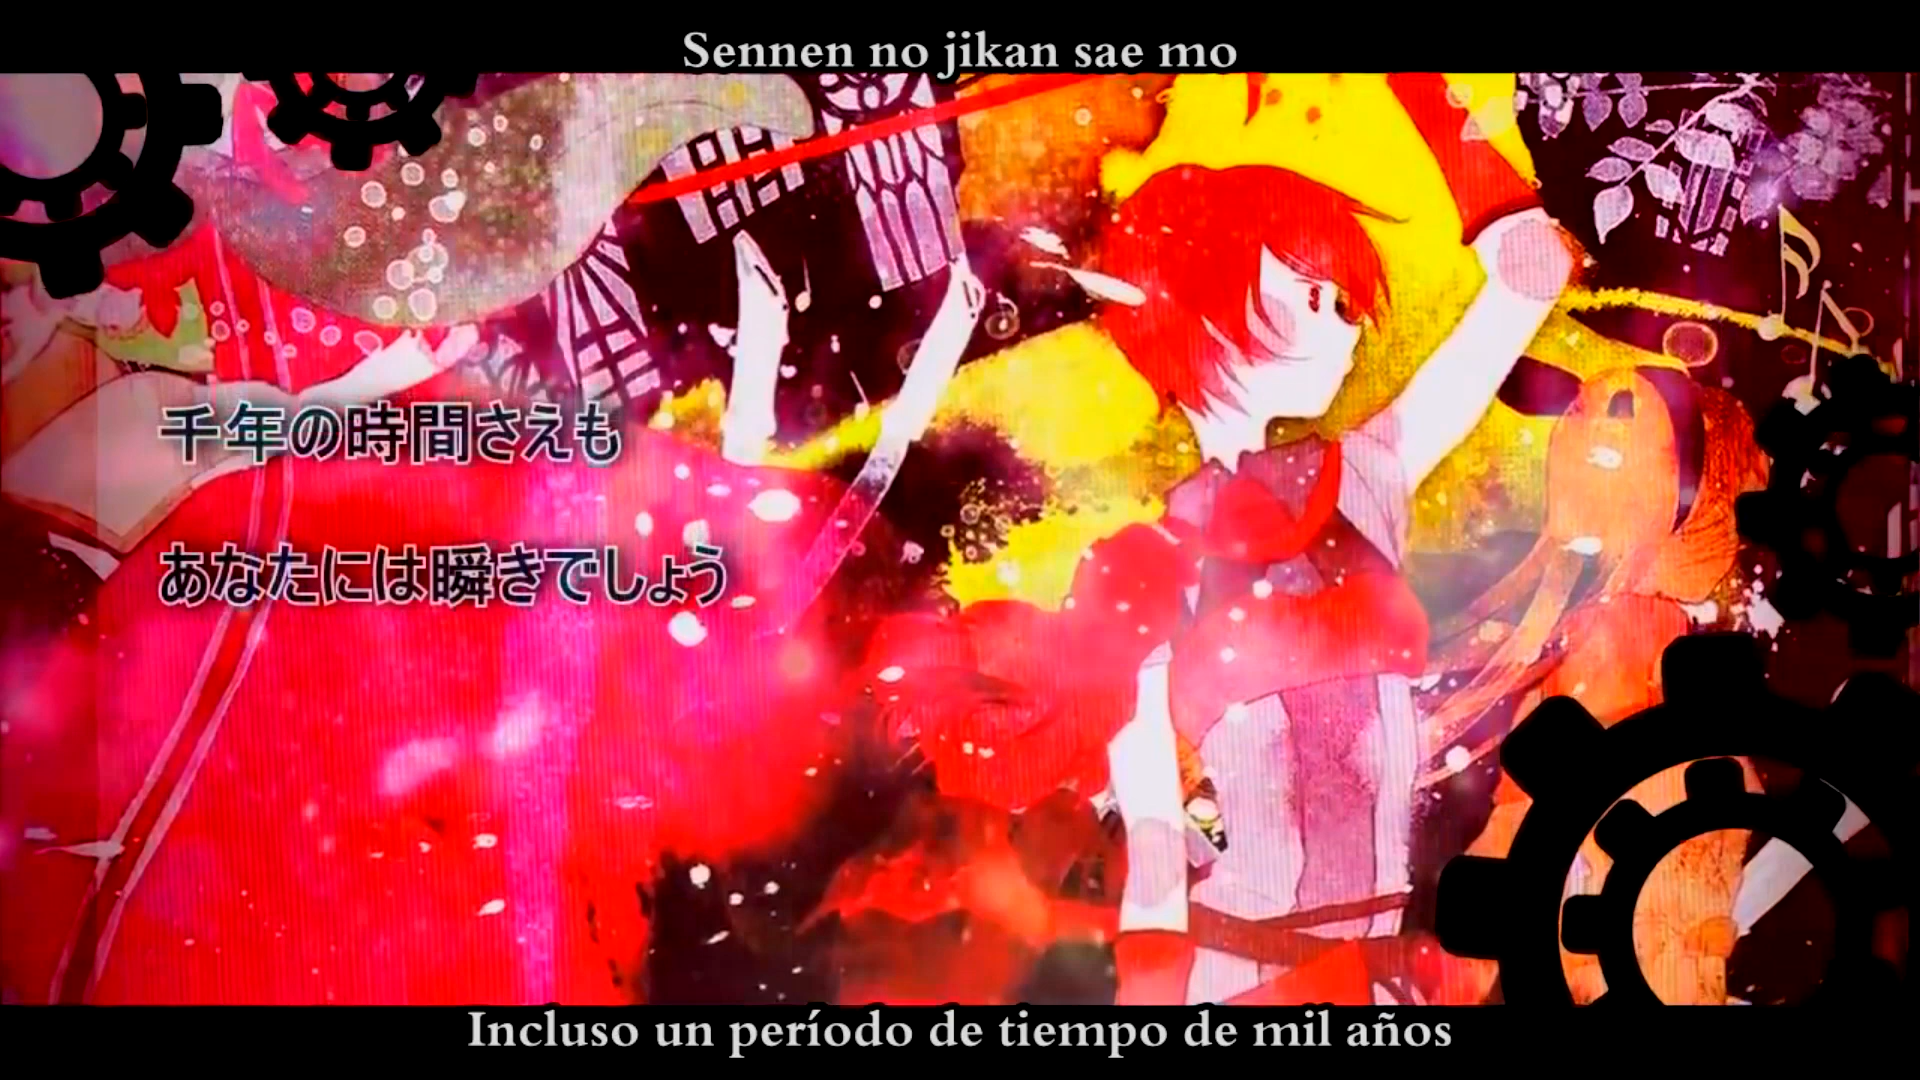 Sennen no jikan sae mo
千年の時間さえも
あなたには瞬きでしょう
Incluso un período de tiempo de mil años